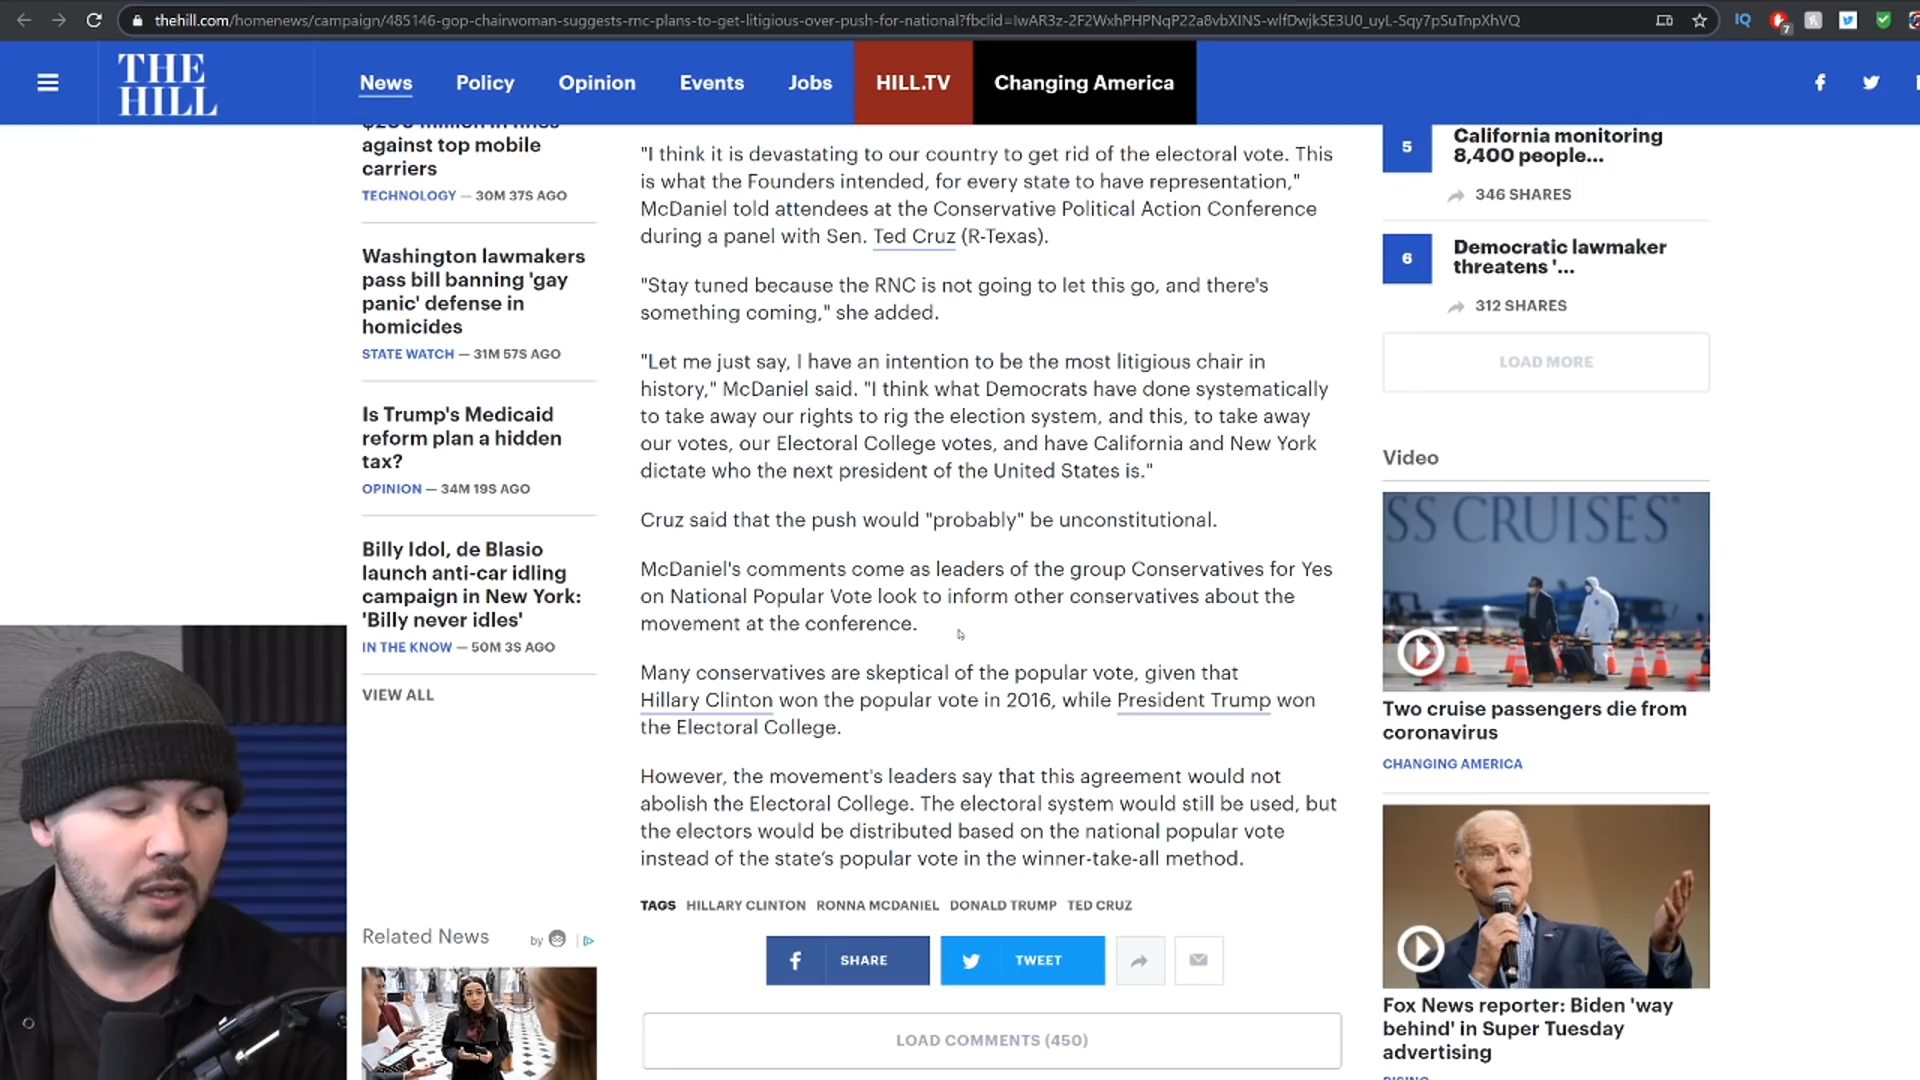 thehill.com/homenews/campaign/485146-gop-chairwoman-suggests-rnc-plans-to-get-litigious-over-push-for-national?fbclid=IwAR3z-2F2WxhPHPNqP22a8vbXINS-wlfDwjkSE3U0_uyL-Sqy7pSuTnpXhVQ
IQ
7
THE
HILL
News
Policy
Opinion
Events
Jobs
HILL.TV
Changing America
against top mobile
carriers
TECHNOLOGY — 30M 37S AGO
Washington lawmakers
pass bill banning 'gay
panic' defense in
homicides
STATE WATCH — 31M 57S AGO
Is Trump's Medicaid
reform plan a hidden
tax?
OPINION — 34M 19S AGO
Billy Idol, de Blasio
launch anti-car idling
campaign in New York:
'Billy never idles'
IN THE KNOW — 50M 3S AGO
VIEW ALL
Related News
by
"I think it is devastating to our country to get rid of the electoral vote. This
is what the Founders intended, for every state to have representation,"
McDaniel told attendees at the Conservative Political Action Conference
during a panel with Sen. Ted Cruz (R-Texas).
"Stay tuned because the RNC is not going to let this go, and there's
something coming," she added.
"Let me just say, I have an intention to be the most litigious chair in
history," McDaniel said. "I think what Democrats have done systematically
to take away our rights to rig the election system, and this, to take away
our votes, our Electoral College votes, and have California and New York
dictate who the next president of the United States is."
Cruz said that the push would "probably" be unconstitutional.
McDaniel's comments come as leaders of the group Conservatives for Yes
on National Popular Vote look to inform other conservatives about the
movement at the conference.
Many conservatives are skeptical of the popular vote, given that
Hillary Clinton won the popular vote in 2016, while President Trump won
the Electoral College.
However, the movement's leaders say that this agreement would not
abolish the Electoral College. The electoral system would still be used, but
the electors would be distributed based on the national popular vote
instead of the state's popular vote in the winner-take-all method.
TAGS HILLARY CLINTON RONNA MCDANIEL DONALD TRUMP TED CRUZ
SHARE
TWEET
LOAD COMMENTS (450)
5
California monitoring
8,400 people...
346 SHARES
6
Democratic lawmaker
threatens '...
312 SHARES
LOAD MORE
Video
SS CRUISES
Two cruise passengers die from
coronavirus
CHANGING AMERICA
Fox News reporter: Biden 'way
behind' in Super Tuesday
advertising